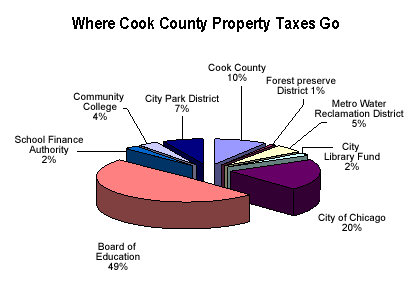 Where Cook County Property Taxes Go
Cook County
10%
Forest preserve
District 1%
Metro Water
Reclamation District
5%
City
Library Fund
2%
City of Chicago
20%
Board of
Education
49%
School Finance
Authority
2%
Community
College
4%
City Park District
7%